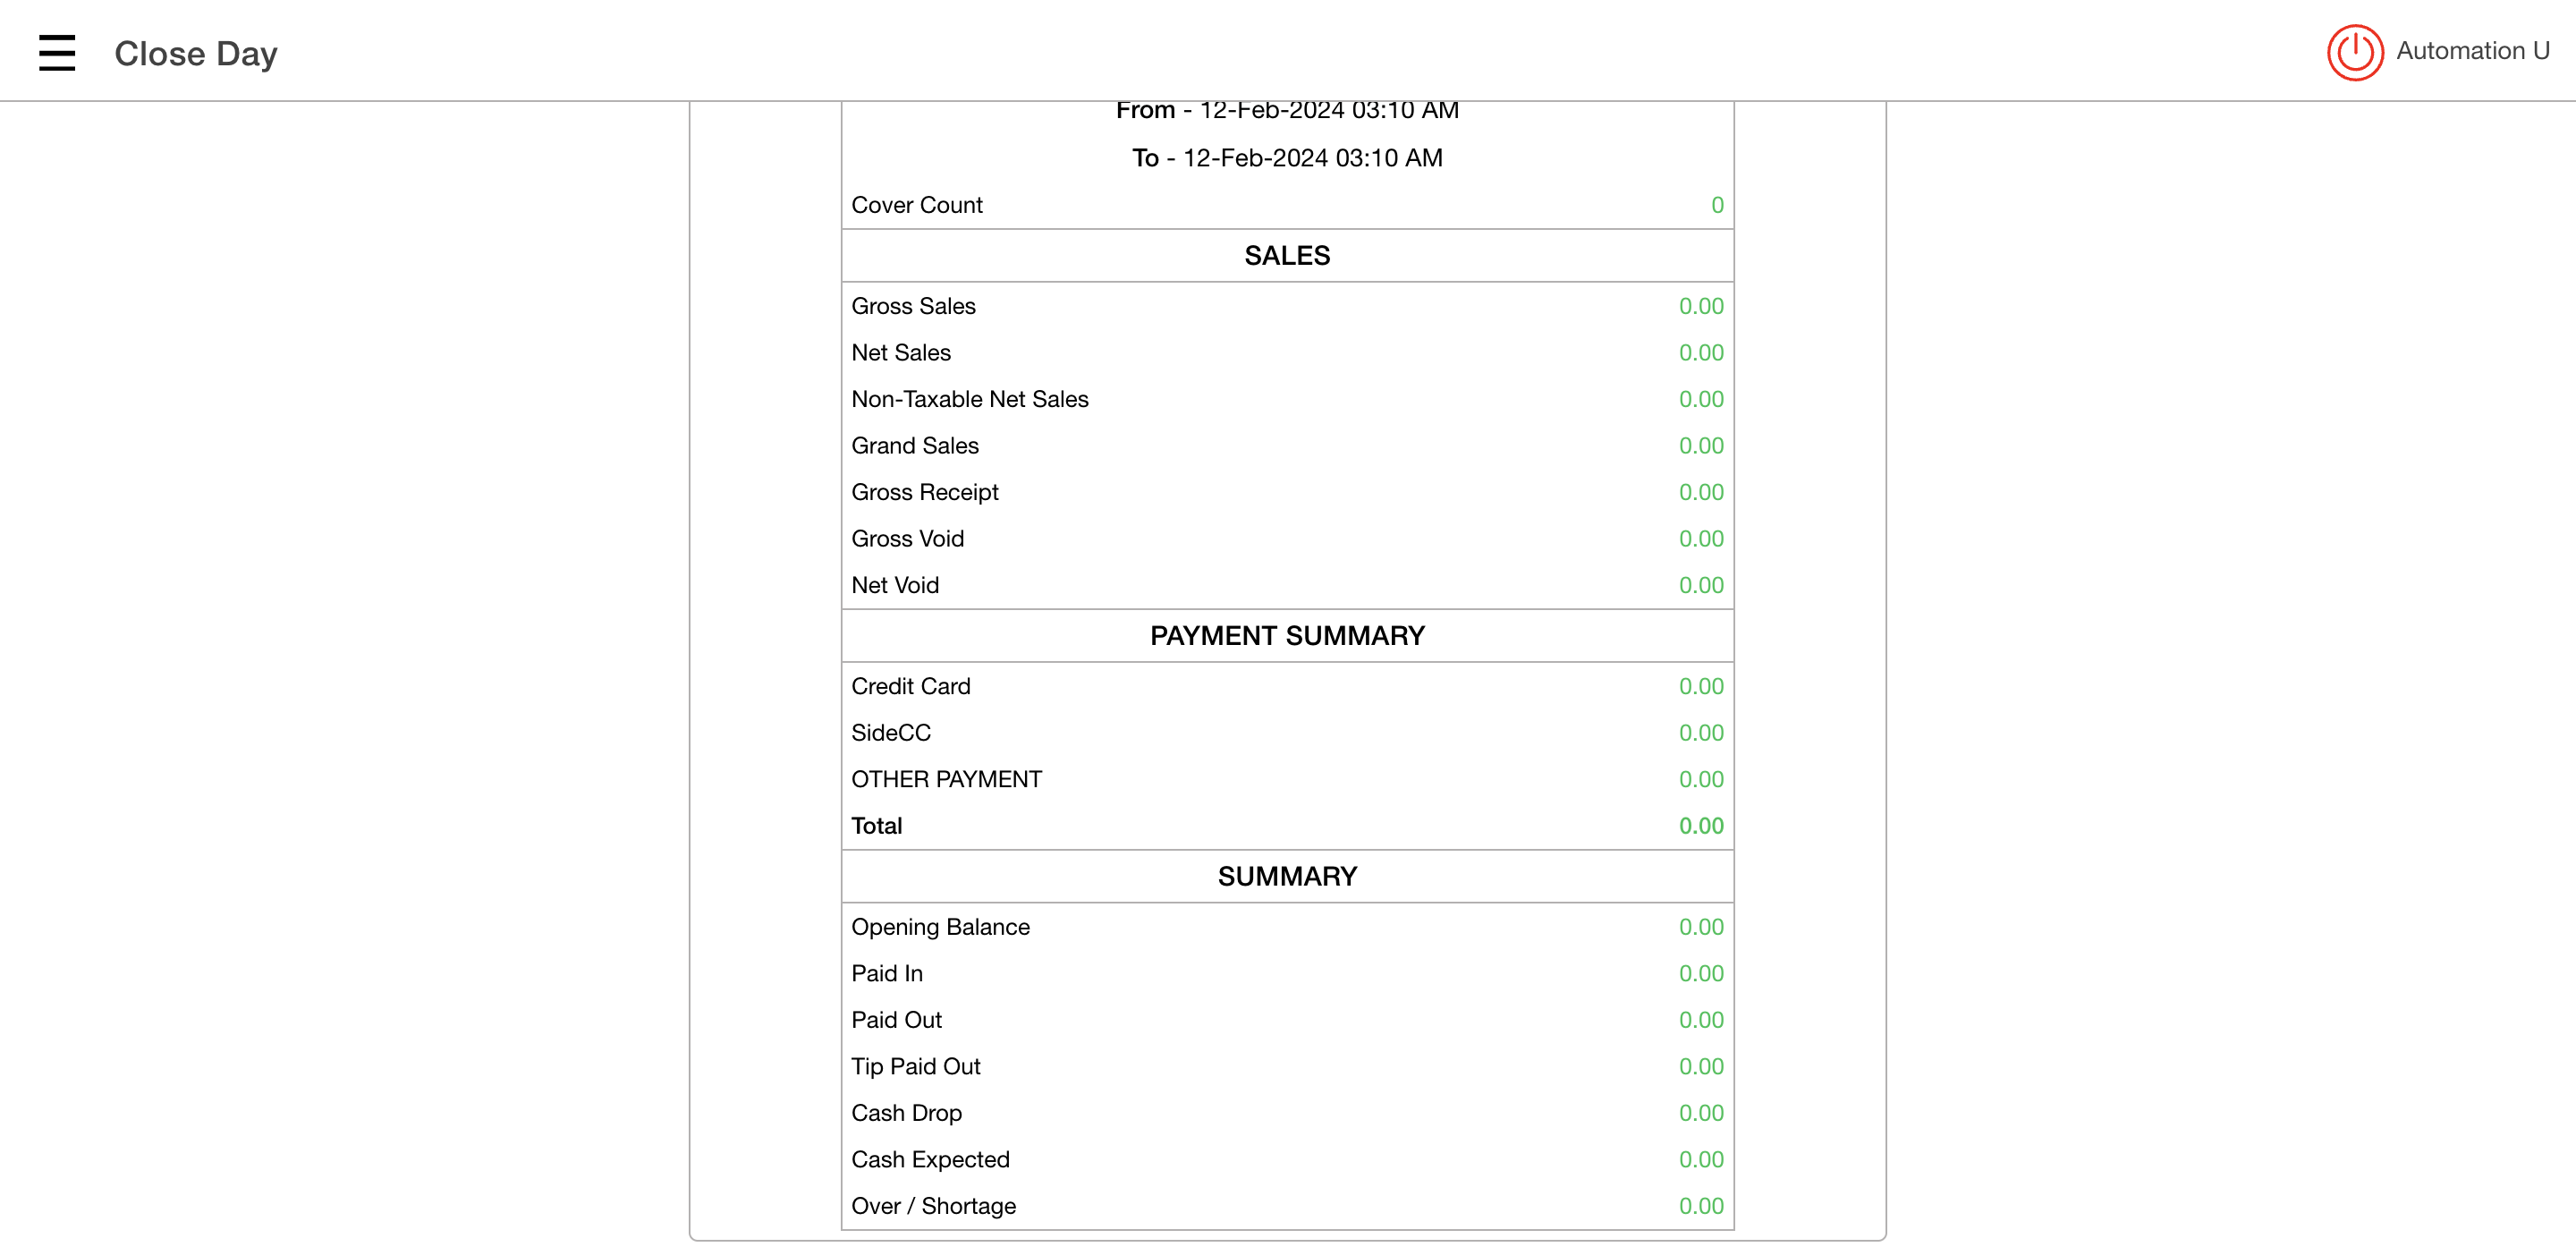 Close Day
Automation U
From - 12-Feb-2024 03:10 AM
To - 12-Feb-2024 03:10 AM
Cover Count 0
SALES
Gross Sales 0.00
Net Sales 0.00
Non-Taxable Net Sales 0.00
Grand Sales 0.00
Gross Receipt 0.00
Gross Void 0.00
Net Void 0.00
PAYMENT SUMMARY
Credit Card 0.00
SideCC 0.00
OTHER PAYMENT 0.00
Total 0.00
SUMMARY
Opening Balance 0.00
Paid In 0.00
Paid Out 0.00
Tip Paid Out 0.00
Cash Drop 0.00
Cash Expected 0.00
Over / Shortage 0.00